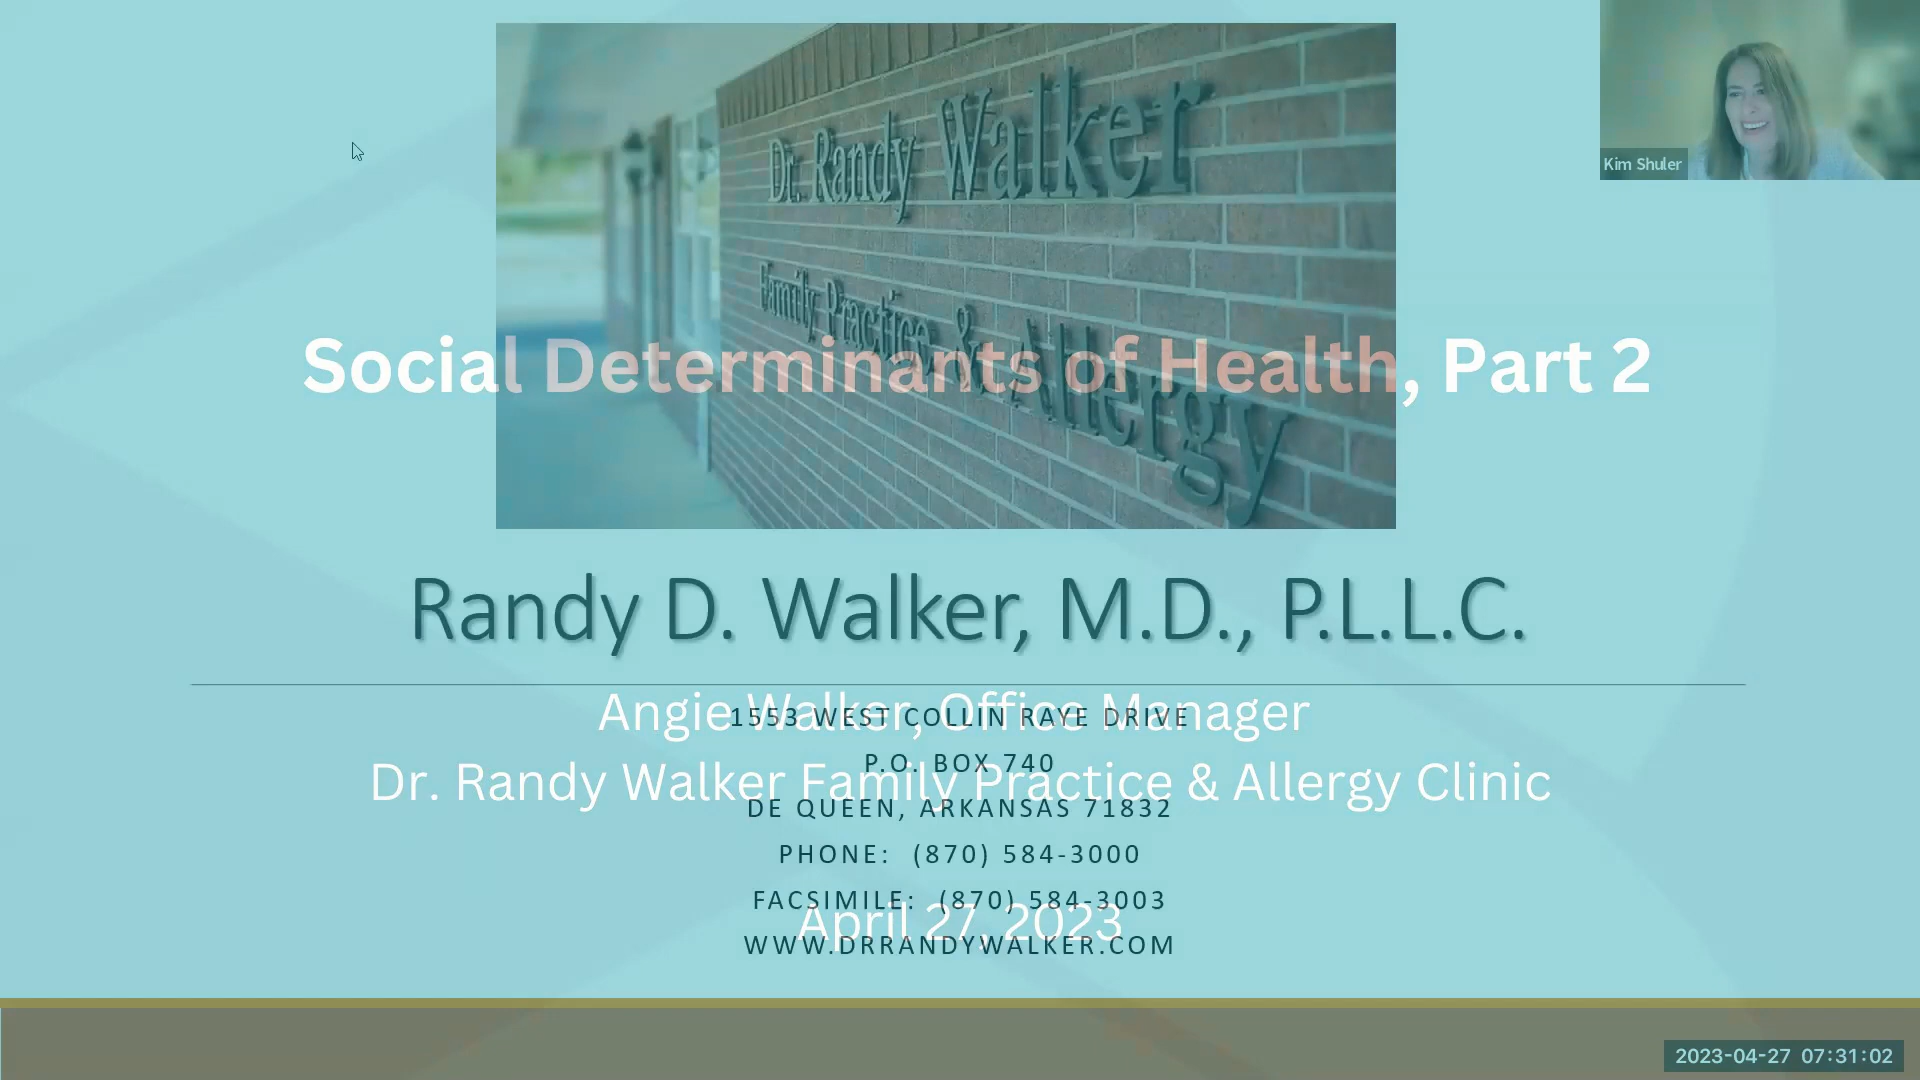 Dr. Randy Walker
Family Practice & Allergy
Kim Shuler
Social Determinants of Health, Part 2
Randy D. Walker, M.D., P.L.L.C.
Angie Walker, Office Manager
1553 WEST COLLIN RAYE DRIVE
P.O. BOX 740
Dr. Randy Walker Family Practice & Allergy Clinic
DE QUEEN, ARKANSAS 71832
PHONE: (870) 584-3000
FACSIMILE: (870) 584-3003
April 27, 2023
WWW.DRRANDYWALKER.COM
2023-04-27 07:31:02